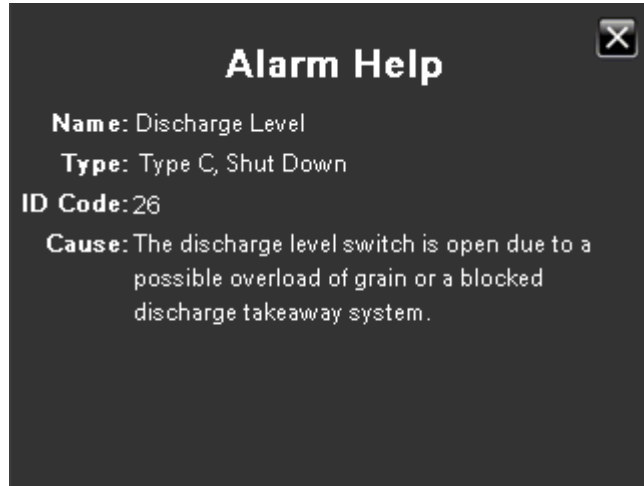 Alarm Help
Name: Discharge Level
Type: Type C, Shut Down
ID Code: 26
Cause: The discharge level switch is open due to a
possible overload of grain or a blocked
discharge takeaway system.